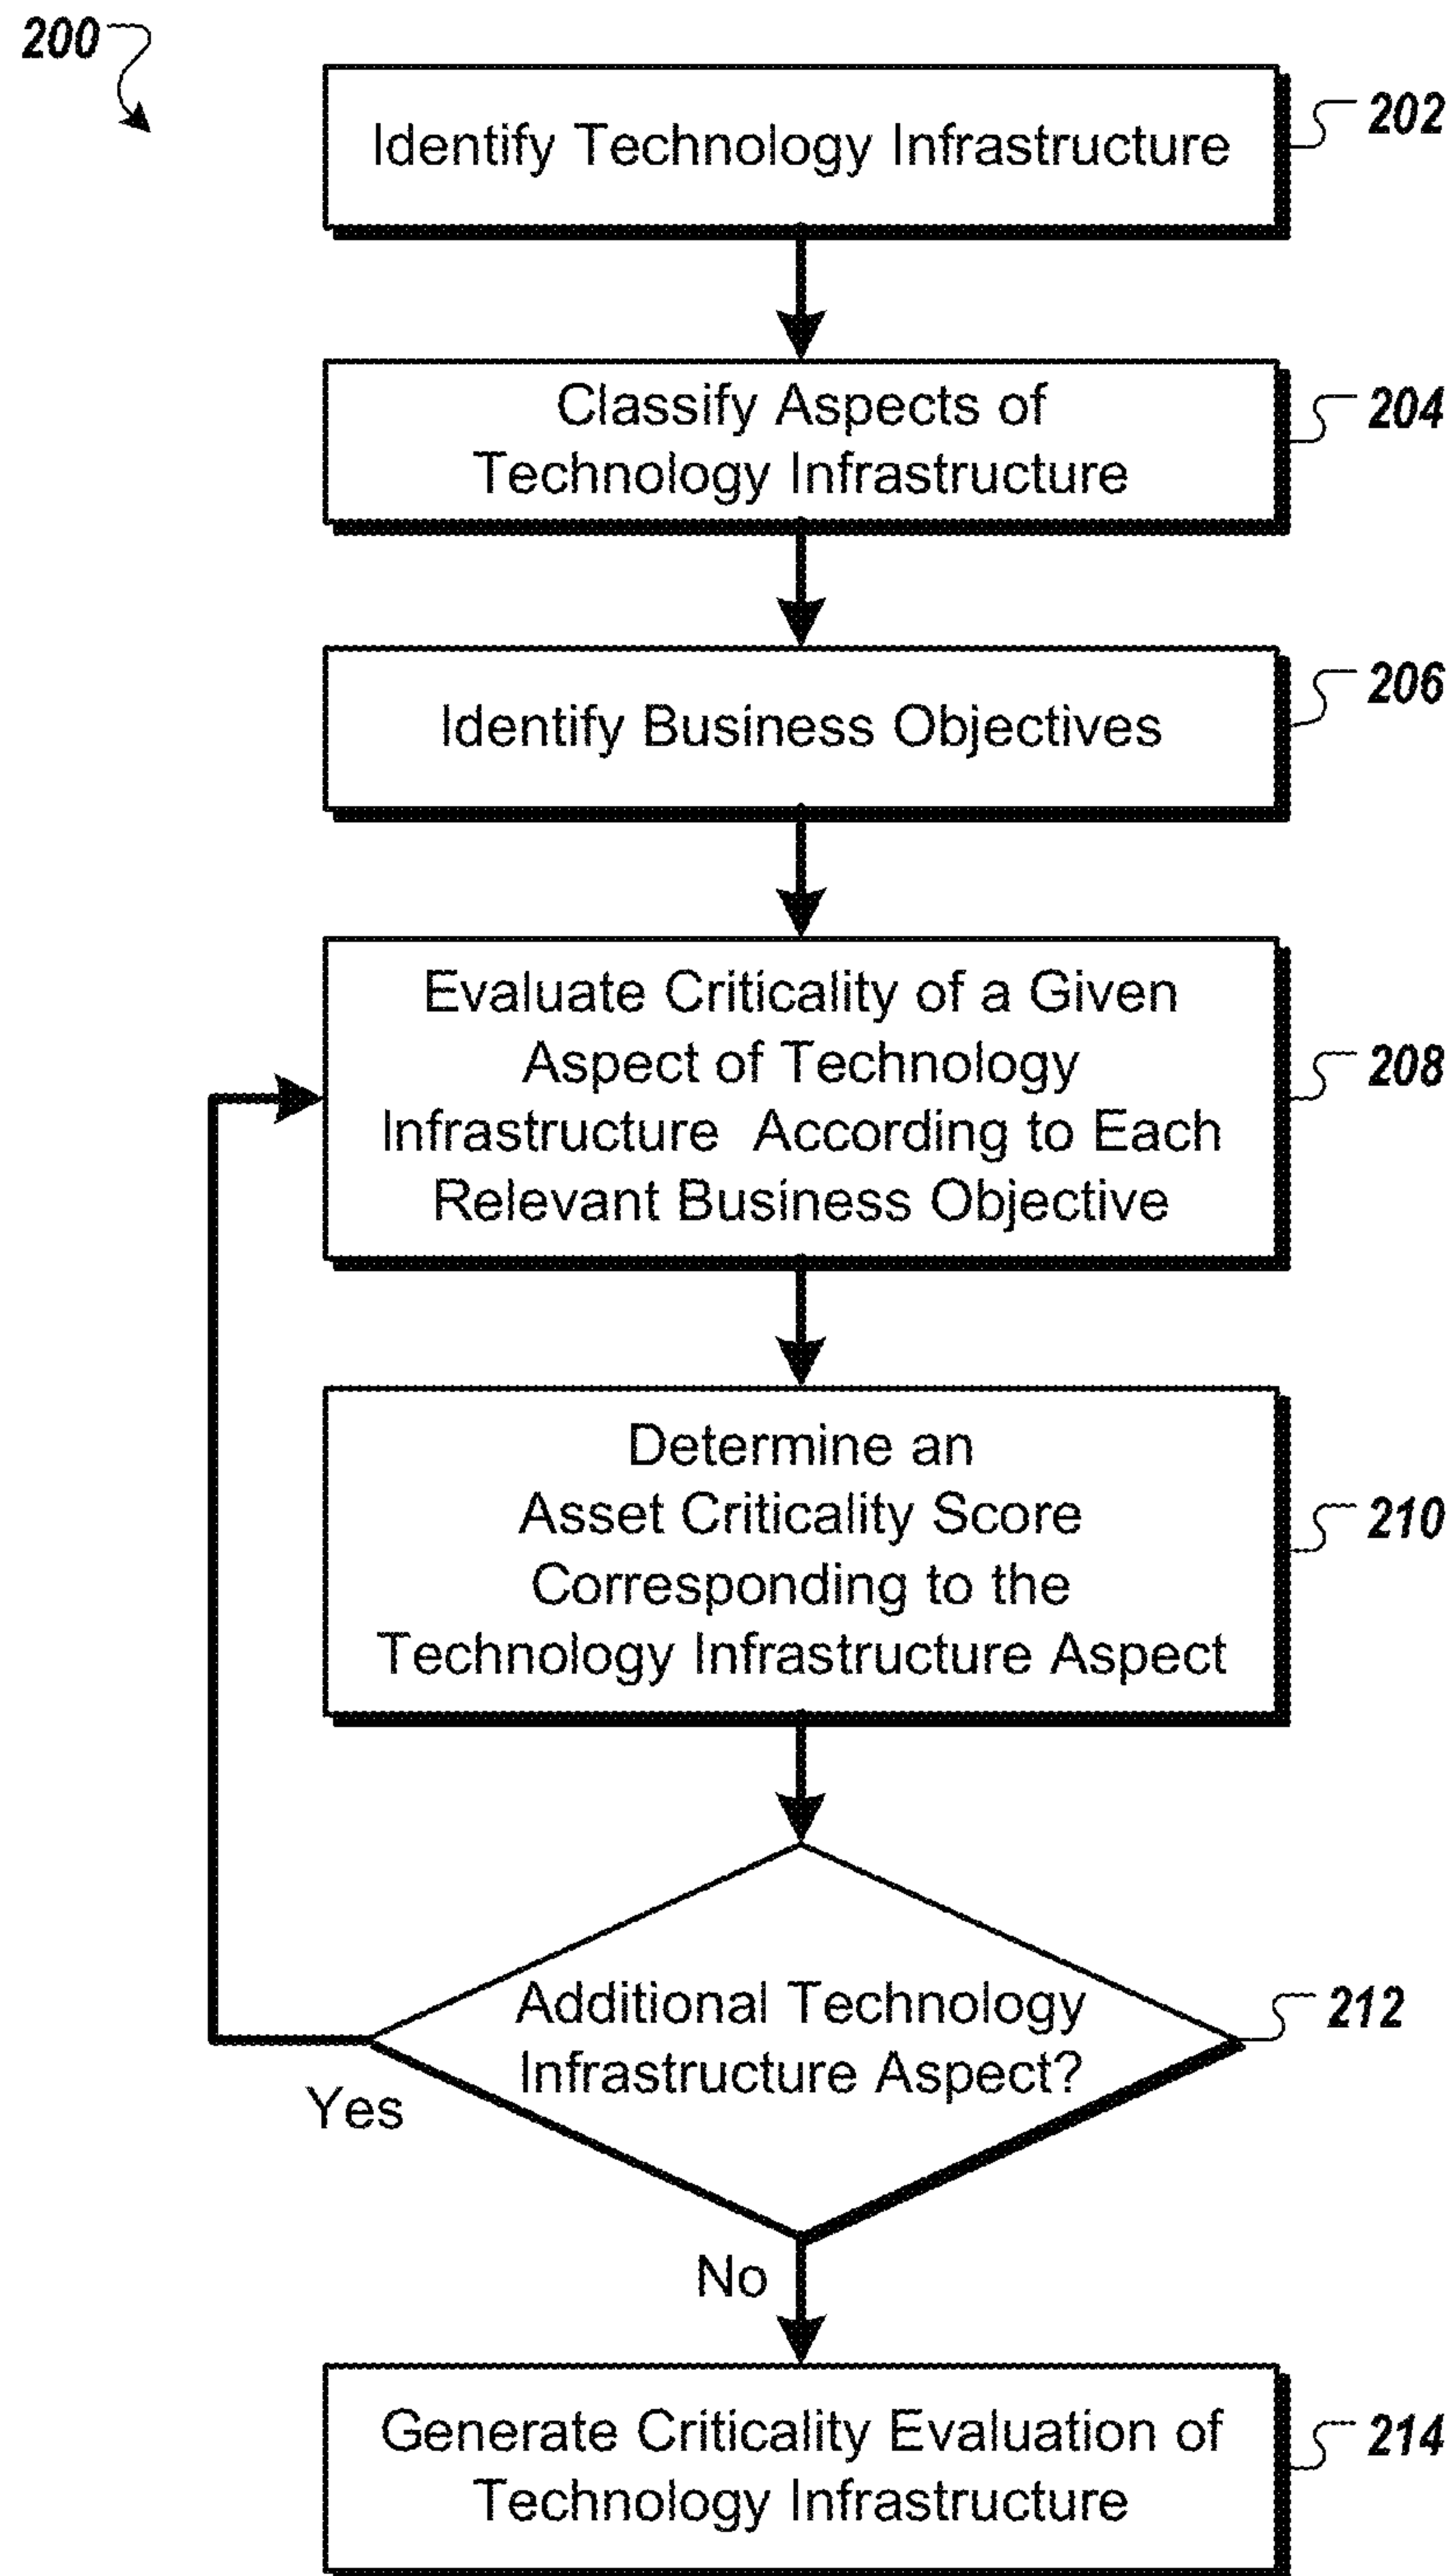 200
Identify Technology Infrastructure
202
Classify Aspects of
Technology Infrastructure
204
Identify Business Objectives
206
Evaluate Criticality of a Given
Aspect of Technology
Infrastructure According to Each
Relevant Business Objective
208
Determine an
Asset Criticality Score
Corresponding to the
Technology Infrastructure Aspect
210
Additional Technology
Infrastructure Aspect?
212
Yes
No
Generate Criticality Evaluation of
Technology Infrastructure
214